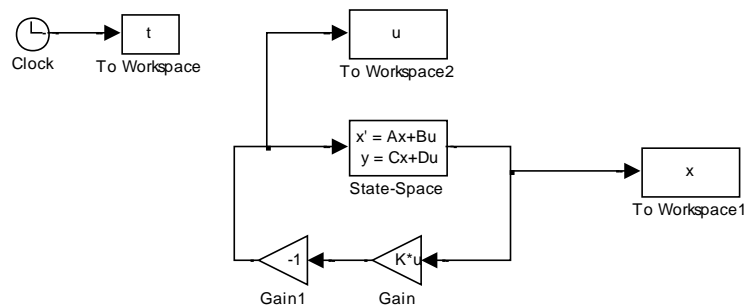 t
Clock
To Workspace
u
To Workspace2
x' = Ax+Bu
y = Cx+Du
State-Space
x
To Workspace1
-1
K*u
Gain1
Gain